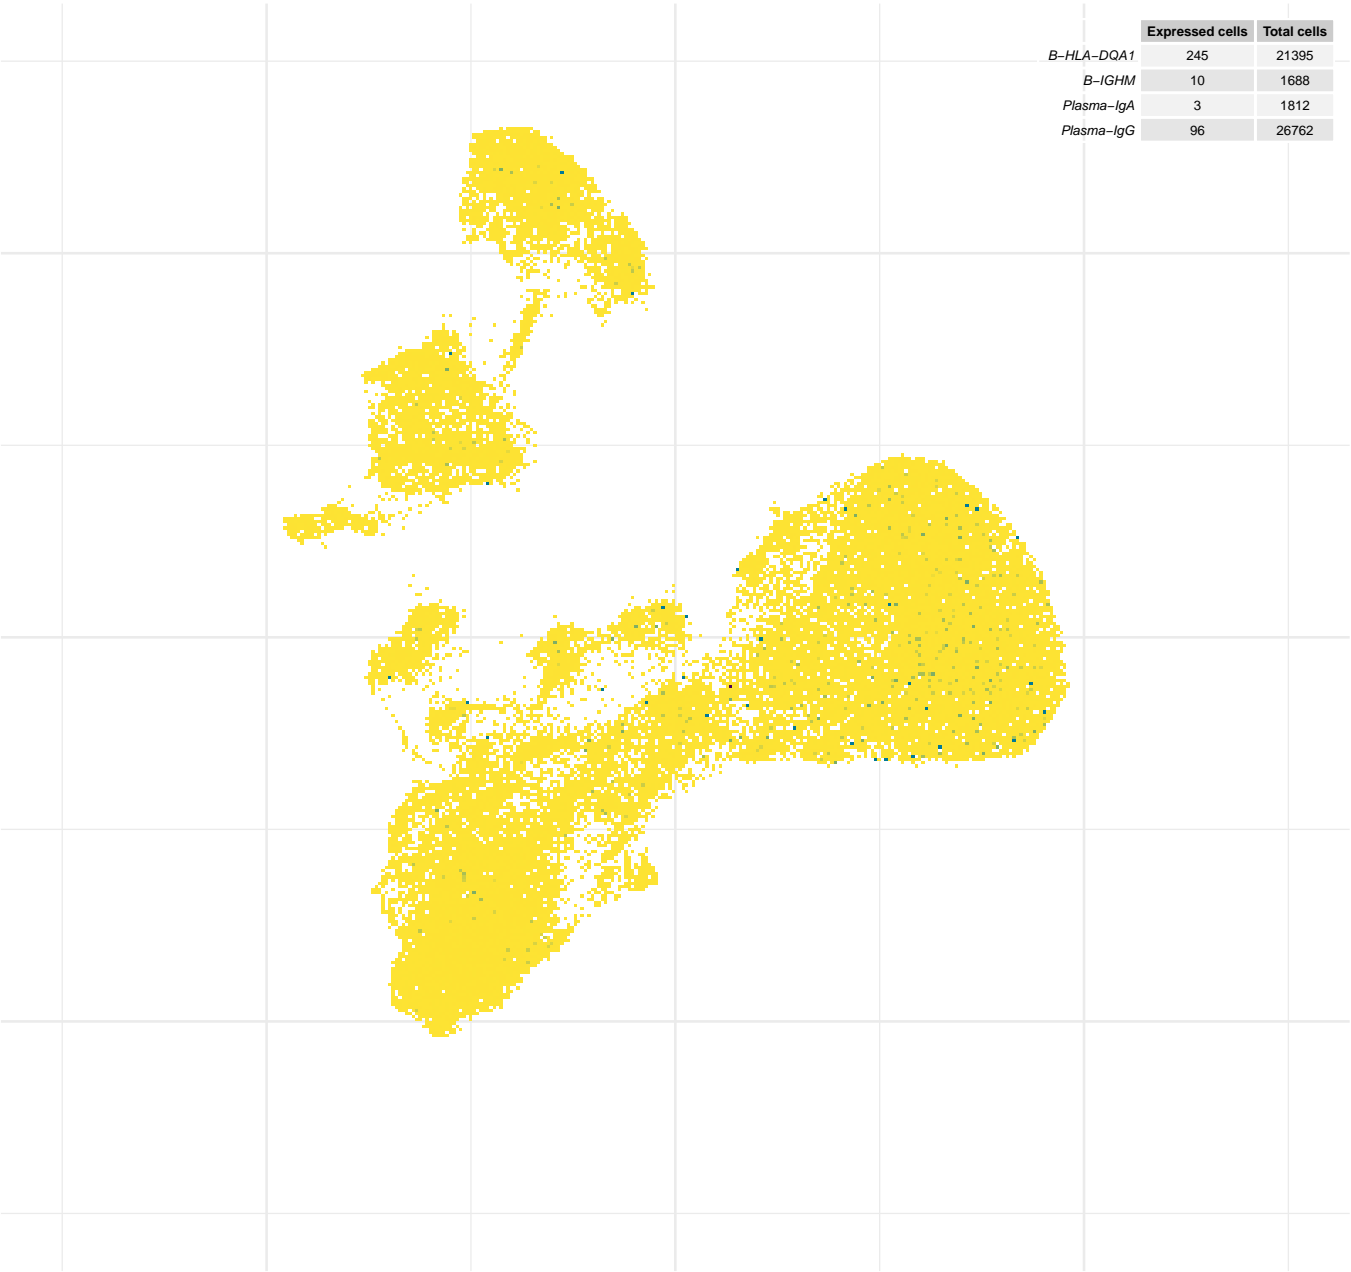 Expressed cells Total cells
B−HLA−DQA1 245 21395
B−IGHM 10 1688
Plasma−IgA 3 1812
Plasma−IgG 96 26762